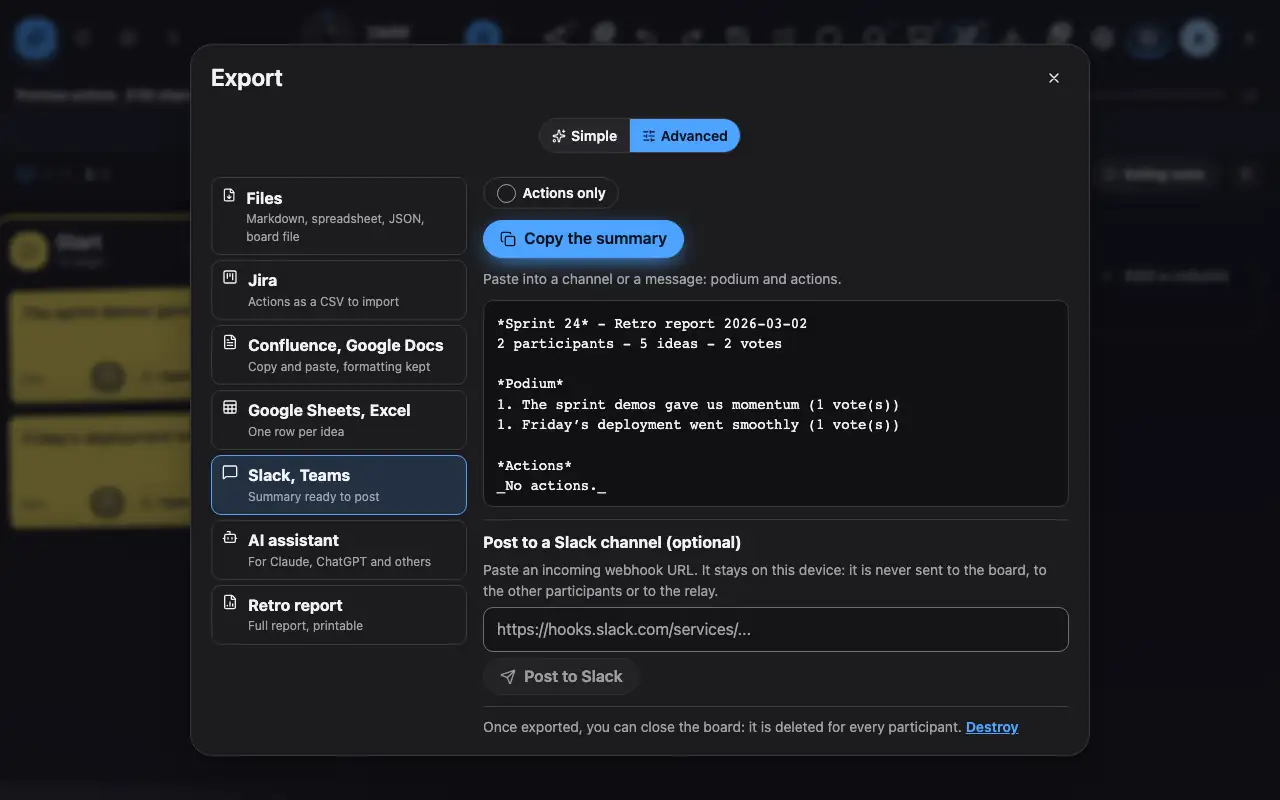 Export
Simple
Advanced
Files
Markdown, spreadsheet, JSON,
board file
Jira
Actions as a CSV to import
Confluence, Google Docs
Copy and paste, formatting kept
Google Sheets, Excel
One row per idea
Slack, Teams
Summary ready to post
AI assistant
For Claude, ChatGPT and others
Retro report
Full report, printable
Actions only
Copy the summary
Paste into a channel or a message: podium and actions.
*Sprint 24* – Retro report 2026-03-02
2 participants – 5 ideas – 2 votes
*Podium*
1. The sprint demos gave us momentum (1 vote(s))
1. Friday’s deployment went smoothly (1 vote(s))
*Actions*
_No actions._
Post to a Slack channel (optional)
Paste an incoming webhook URL. It stays on this device: it is never sent to the board, to
the other participants or to the relay.
https://hooks.slack.com/services/...
Post to Slack
Once exported, you can close the board: it is deleted for every participant. Destroy
Start